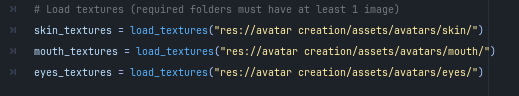 # Load textures (required folders must have at least 1 image)
skin_textures = load_textures("res://avatar creation/assets/avatars/skin/")
mouth_textures = load_textures("res://avatar creation/assets/avatars/mouth/")
eyes_textures = load_textures("res://avatar creation/assets/avatars/eyes/")